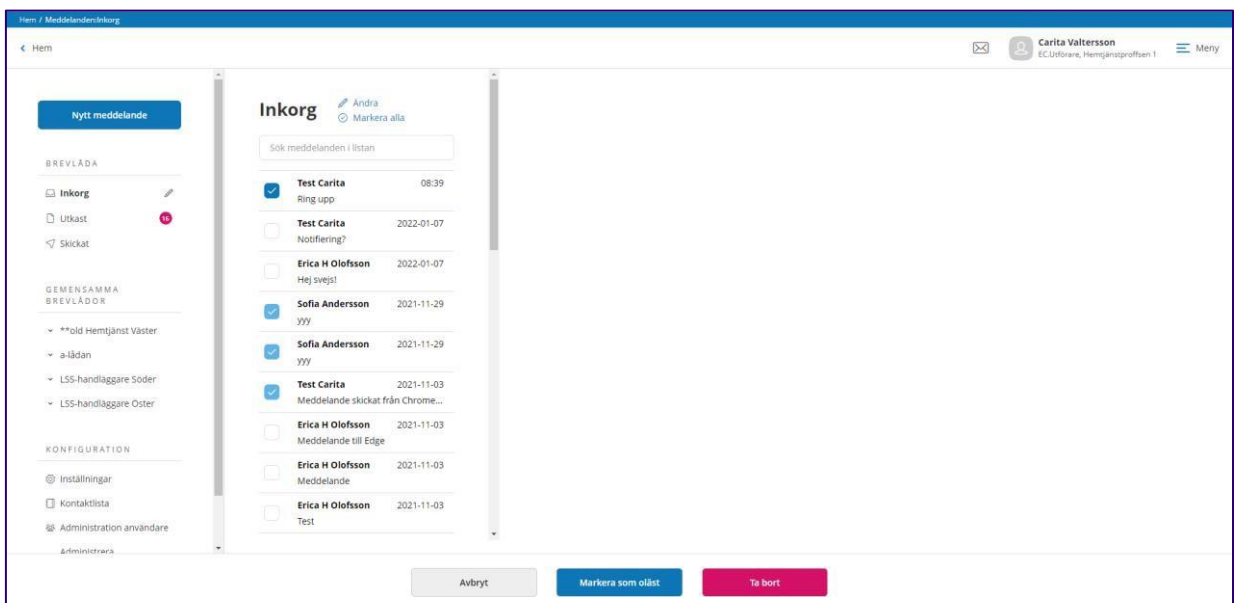 Hem / Meddelanden:Inkorg
Hem
Carita Valtersson
EC.Utförare, Hemtjänstproffsen 1
Meny
Nytt meddelande
BREVLÅDA
Inkorg
Utkast
16
Skickat
GEMENSAMMA
BREVLÅDOR
**old Hemtjänst Väster
a-lådan
LSS-handläggare Söder
LSS-handläggare Öster
KONFIGURATION
Inställningar
Kontaktlista
Administration användare
Administrera
Inkorg
Ändra
Markera alla
Sök meddelanden i listan
Test Carita 08:39
Ring upp
Test Carita 2022-01-07
Notifiering?
Erica H Olofsson 2022-01-07
Hej svejs!
Sofia Andersson 2021-11-29
yyy
Sofia Andersson 2021-11-29
yyy
Test Carita 2021-11-03
Meddelande skickat från Chrome...
Erica H Olofsson 2021-11-03
Meddelande till Edge
Erica H Olofsson 2021-11-03
Meddelande
Erica H Olofsson 2021-11-03
Test
Avbryt
Markera som oläst
Ta bort